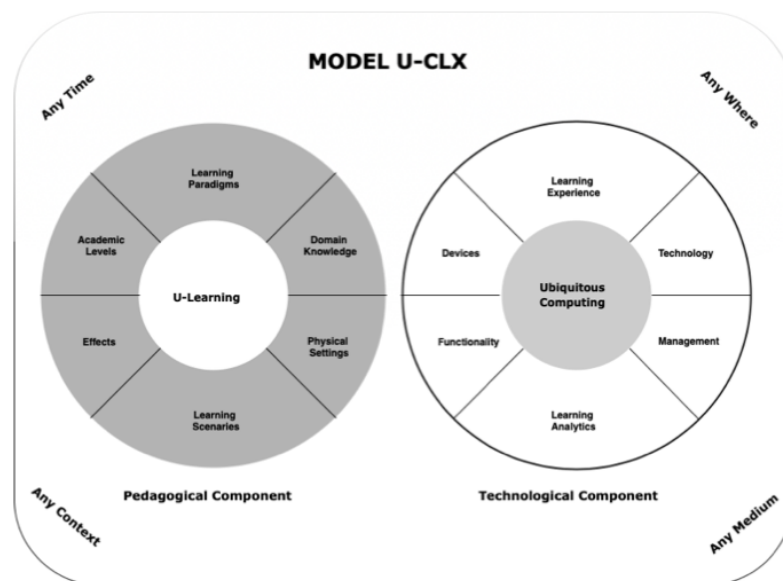 MODEL U-CLX
Any Time
Any Where
Learning
Paradigms
Academic
Levels
Domain
Knowledge
U-Learning
Effects
Physical
Settings
Learning
Scenaries
Pedagogical Component
Learning
Experience
Devices
Technology
Ubiquitous
Computing
Functionality
Management
Learning
Analytics
Technological Component
Any Context
Any Medium